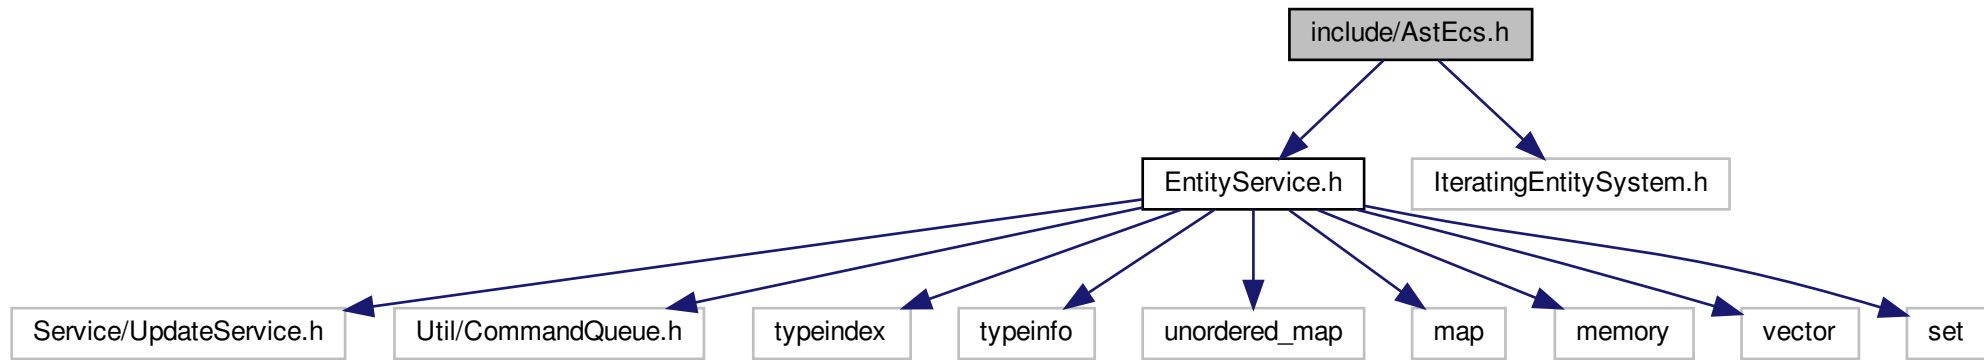 include/AstEcs.h
EntityService.h
IteratingEntitySystem.h
Service/UpdateService.h
Util/CommandQueue.h
typeindex
typeinfo
unordered_map
map
memory
vector
set